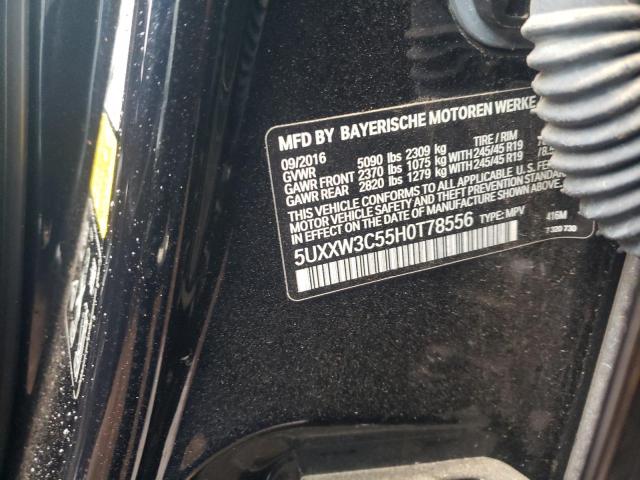 MFD BY BAYERISCHE MOTOREN WERKE
09/2016 TIRE / RIM
GVWR 5090 lbs 2309 kg
GAWR FRONT 2370 lbs 1075 kg WITH 245/45 R19
GAWR REAR 2820 lbs 1279 kg WITH 245/45 R19
THIS VEHICLE CONFORMS TO ALL APPLICABLE U.S.
MOTOR VEHICLE SAFETY AND THEFT PREVENTION
IN EFFECT ON THE DATE OF MANUFACTURE SHOWN ABOVE.
5UXXW3C55H0T78556 TYPE: MPV 416M
7 320 730